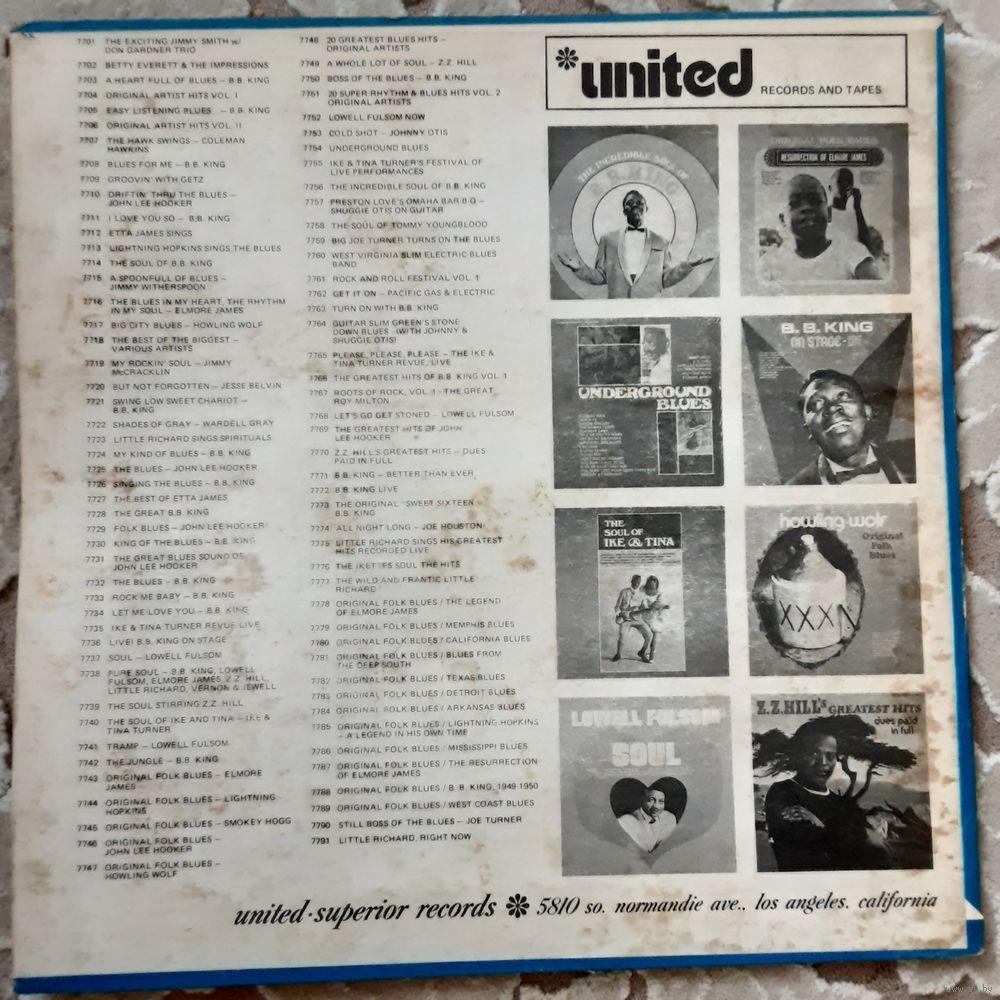 7701 THE EXCITING JIMMY SMITH w/
DON GARDNER TRIO
7702 BETTY EVERETT & THE IMPRESSIONS
7703 A HEART FULL OF BLUES – B.B. KING
7704 ORIGINAL ARTIST HITS VOL. I
7705 EASY LISTENING BLUES – B.B. KING
7706 ORIGINAL ARTIST HITS VOL. II
7707 THE HAWK SWINGS – COLEMAN
HAWKINS
7708 BLUES FOR ME – B.B. KING
7709 GROOVIN' WITH GETZ
7710 DRIFTIN' THRU THE BLUES –
JOHN LEE HOOKER
7711 I LOVE YOU SO – B.B. KING
7712 ETTA JAMES SINGS
7713 LIGHTNING HOPKINS SINGS THE BLUES
7714 THE SOUL OF B.B. KING
7715 A SPOONFULL OF BLUES –
JIMMY WITHERSPOON
7716 THE BLUES IN MY HEART, THE RHYTHM
IN MY SOUL – ELMORE JAMES
7717 BIG CITY BLUES – HOWLING WOLF
7718 THE BEST OF THE BIGGEST –
VARIOUS ARTISTS
7719 MY ROCKIN' SOUL – JIMMY
McCRACKLIN
7720 BUT NOT FORGOTTEN – JESSE BELVIN
7721 SWING LOW SWEET CHARIOT –
B.B. KING
7722 SHADES OF GRAY – WARDELL GRAY
7723 LITTLE RICHARD SINGS SPIRITUALS
7724 MY KIND OF BLUES – B.B. KING
7725 THE BLUES – JOHN LEE HOOKER
7726 SINGING THE BLUES – B.B. KING
7727 THE BEST OF ETTA JAMES
7728 THE GREAT B.B. KING
7729 FOLK BLUES – JOHN LEE HOOKER
7730 KING OF THE BLUES – B.B. KING
7731 THE GREAT BLUES SOUND OF
JOHN LEE HOOKER
7732 THE BLUES – B.B. KING
7733 ROCK ME BABY – B.B. KING
7734 LET ME LOVE YOU – B.B. KING
7735 IKE & TINA TURNER REVUE LIVE
7736 LIVE! B.B. KING ON STAGE
7737 SOUL – LOWELL FULSOM
7738 PURE SOUL – B.B. KING, LOWELL
FULSOM, ELMORE JAMES, Z.Z. HILL,
LITTLE RICHARD, VERNON & JEWELL
7739 THE SOUL STIRRING Z.Z. HILL
7740 THE SOUL OF IKE AND TINA – IKE &
TINA TURNER
7741 TRAMP – LOWELL FULSOM
7742 THE JUNGLE – B.B. KING
7743 ORIGINAL FOLK BLUES – ELMORE
JAMES
7744 ORIGINAL FOLK BLUES – LIGHTNING
HOPKINS
7745 ORIGINAL FOLK BLUES – SMOKEY HOGG
7746 ORIGINAL FOLK BLUES –
JOHN LEE HOOKER
7747 ORIGINAL FOLK BLUES –
HOWLING WOLF
7748 20 GREATEST BLUES HITS –
ORIGINAL ARTISTS
7749 A WHOLE LOT OF SOUL – Z.Z. HILL
7750 BOSS OF THE BLUES – B.B. KING
7751 20 SUPER RHYTHM & BLUES HITS VOL. 2
ORIGINAL ARTISTS
7752 LOWELL FULSOM NOW
7753 COLD SHOT – JOHNNY OTIS
7754 UNDERGROUND BLUES
7755 IKE & TINA TURNER'S FESTIVAL OF
LIVE PERFORMANCES
7756 THE INCREDIBLE SOUL OF B.B. KING
7757 PRESTON LOVE'S OMAHA BAR-B-Q –
SHUGGIE OTIS ON GUITAR
7758 THE SOUL OF TOMMY YOUNGBLOOD
7759 BIG JOE TURNER TURNS ON THE BLUES
7760 WEST VIRGINIA SLIM ELECTRIC BLUES
BAND
7761 ROCK AND ROLL FESTIVAL VOL. 1
7762 GET IT ON – PACIFIC GAS & ELECTRIC
7763 TURN ON WITH B.B. KING
7764 GUITAR SLIM GREEN'S STONE
DOWN BLUES (WITH JOHNNY &
SHUGGIE OTIS)
7765 PLEASE, PLEASE, PLEASE – THE IKE &
TINA TURNER REVUE, LIVE
7766 THE GREATEST HITS OF B.B. KING VOL. 1
7767 ROOTS OF ROCK, VOL. 1 – THE GREAT
ROY MILTON
7768 LET'S GO GET STONED – LOWELL FULSOM
7769 THE GREATEST HITS OF JOHN
LEE HOOKER
7770 Z.Z. HILL'S GREATEST HITS – DUES
PAID IN FULL
7771 B.B. KING – BETTER THAN EVER
7772 B.B. KING LIVE
7773 THE ORIGINAL "SWEET SIXTEEN"
B.B. KING
7774 ALL NIGHT LONG – JOE HOUSTON
7775 LITTLE RICHARD SINGS HIS GREATEST
HITS RECORDED LIVE
7776 THE IKETTES SOUL THE HITS
7777 THE WILD AND FRANTIC LITTLE
RICHARD
7778 ORIGINAL FOLK BLUES / THE LEGEND
OF ELMORE JAMES
7779 ORIGINAL FOLK BLUES / MEMPHIS BLUES
7780 ORIGINAL FOLK BLUES / CALIFORNIA BLUES
7781 ORIGINAL FOLK BLUES / BLUES FROM
THE DEEP SOUTH
7782 ORIGINAL FOLK BLUES / TEXAS BLUES
7783 ORIGINAL FOLK BLUES / DETROIT BLUES
7784 ORIGINAL FOLK BLUES / ARKANSAS BLUES
7785 ORIGINAL FOLK BLUES / LIGHTNING HOPKINS
– A LEGEND IN HIS OWN TIME
7786 ORIGINAL FOLK BLUES / MISSISSIPPI BLUES
7787 ORIGINAL FOLK BLUES / THE RESURRECTION
OF ELMORE JAMES
7788 ORIGINAL FOLK BLUES / B. B. KING, 1949-1950
7789 ORIGINAL FOLK BLUES / WEST COAST BLUES
7790 STILL BOSS OF THE BLUES – JOE TURNER
7791 LITTLE RICHARD, RIGHT NOW
united RECORDS AND TAPES
THE INCREDIBLE SOUL OF
B.B. KING
ORIGINAL FOLK BLUES
RESURRECTION OF ELMORE JAMES
UNDERGROUND
BLUES
B. B. KING
ON STAGE
THE
SOUL OF
IKE & TINA
howling wolf
Original
Folk
Blues
XXXX
LOWELL FULSOM
SOUL
Z.Z. HILL'S GREATEST HITS
dues paid
in full
united-superior records 5810 so. normandie ave., los angeles, california